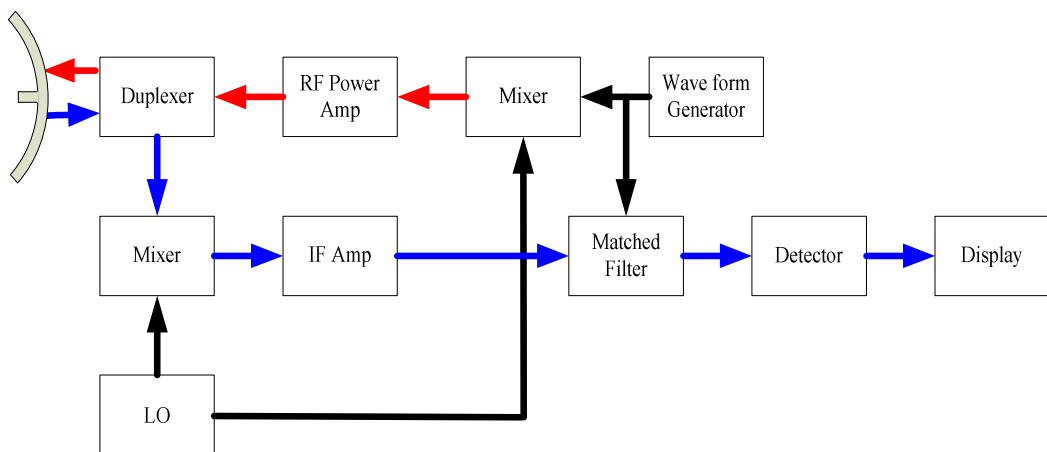 Duplexer
RF Power
Amp
Mixer
Wave form
Generator
Mixer
IF Amp
Matched
Filter
Detector
Display
LO